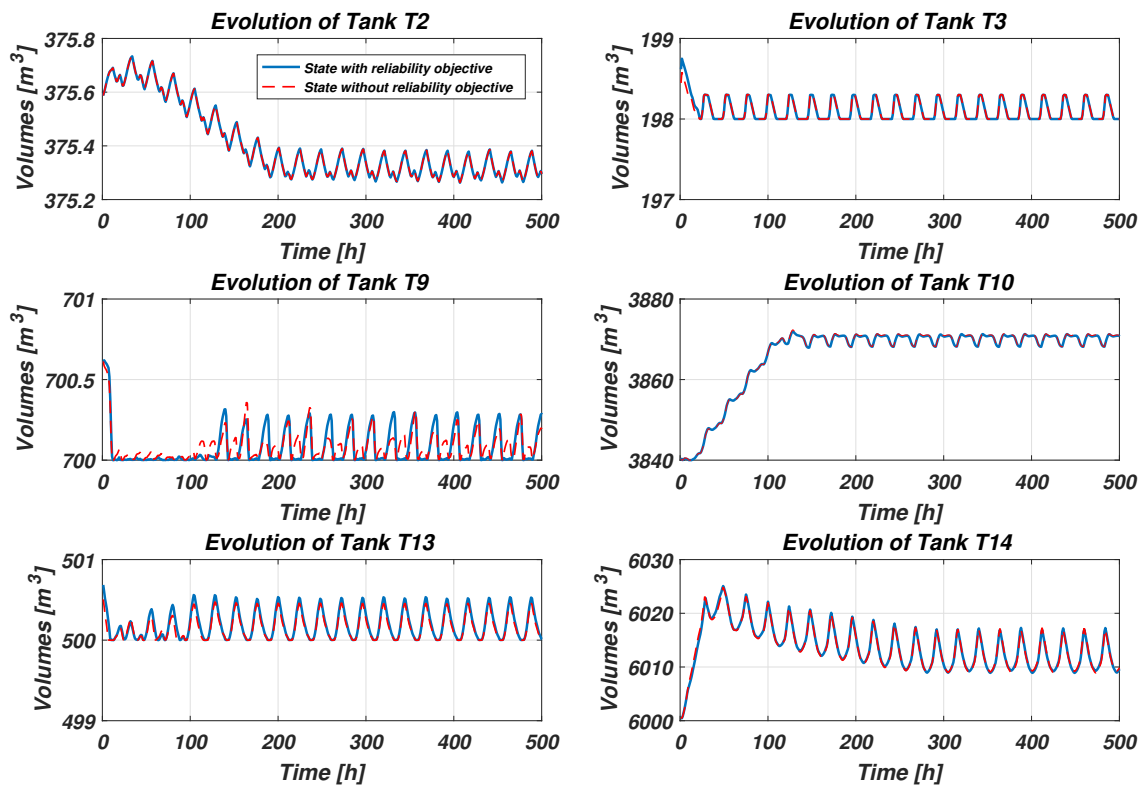 Evolution of Tank T2
Volumes [m³]
375.8
375.6
375.4
375.2
State with reliability objective
State without reliability objective
0 100 200 300 400 500
Time [h]
Evolution of Tank T3
Volumes [m³]
199
198
197
0 100 200 300 400 500
Time [h]
Evolution of Tank T9
Volumes [m³]
701
700.5
700
0 100 200 300 400 500
Time [h]
Evolution of Tank T10
Volumes [m³]
3880
3860
3840
0 100 200 300 400 500
Time [h]
Evolution of Tank T13
Volumes [m³]
501
500
499
0 100 200 300 400 500
Time [h]
Evolution of Tank T14
Volumes [m³]
6030
6020
6010
6000
0 100 200 300 400 500
Time [h]